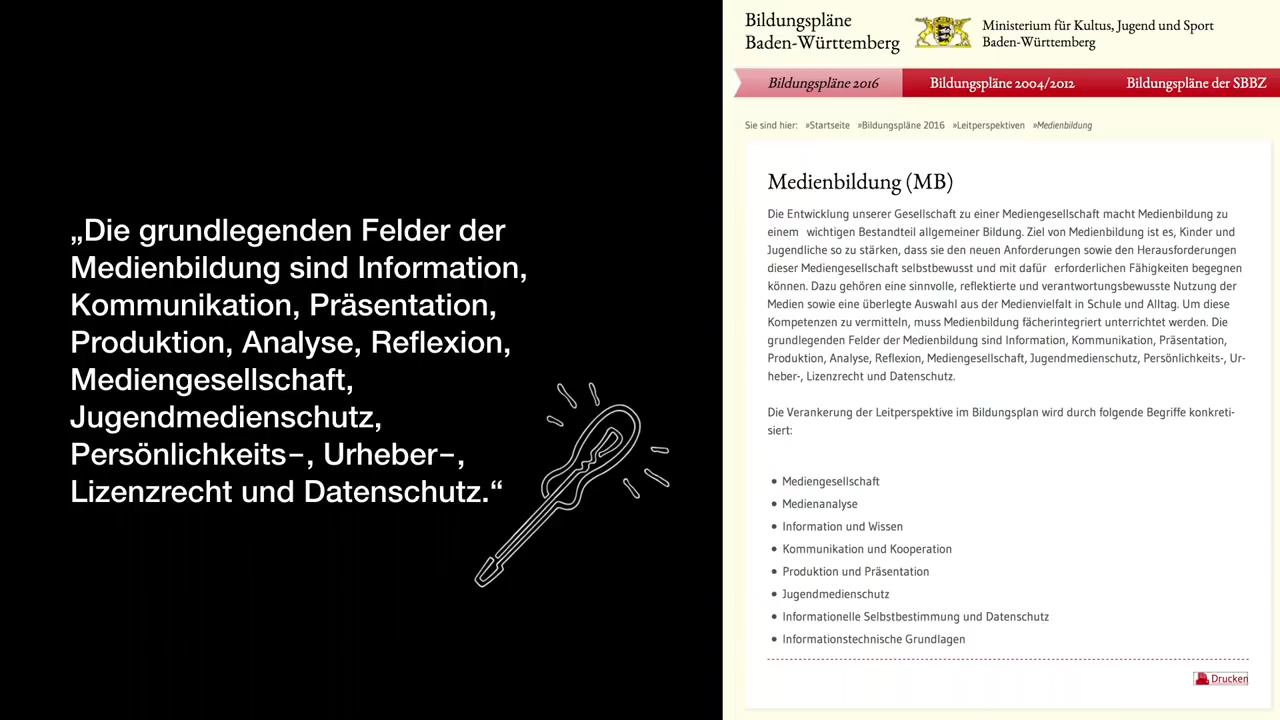 „Die grundlegenden Felder der
Medienbildung sind Information,
Kommunikation, Präsentation,
Produktion, Analyse, Reflexion,
Mediengesellschaft,
Jugendmedienschutz,
Persönlichkeits–, Urheber–,
Lizenzrecht und Datenschutz.“
Bildungspläne
Baden-Württemberg
Ministerium für Kultus, Jugend und Sport
Baden-Württemberg
Bildungspläne 2016 Bildungspläne 2004/2012 Bildungspläne der SBBZ
Sie sind hier: »Startseite »Bildungspläne 2016 »Leitperspektiven »Medienbildung
Medienbildung (MB)
Die Entwicklung unserer Gesellschaft zu einer Mediengesellschaft macht Medienbildung zu
einem wichtigen Bestandteil allgemeiner Bildung. Ziel von Medienbildung ist es, Kinder und
Jugendliche so zu stärken, dass sie den neuen Anforderungen sowie den Herausforderungen
dieser Mediengesellschaft selbstbewusst und mit dafür erforderlichen Fähigkeiten begegnen
können. Dazu gehören eine sinnvolle, reflektierte und verantwortungsbewusste Nutzung der
Medien sowie eine überlegte Auswahl aus der Medienvielfalt in Schule und Alltag. Um diese
Kompetenzen zu vermitteln, muss Medienbildung fächerintegriert unterrichtet werden. Die
grundlegenden Felder der Medienbildung sind Information, Kommunikation, Präsentation,
Produktion, Analyse, Reflexion, Mediengesellschaft, Jugendmedienschutz, Persönlichkeits-, Ur-
heber-, Lizenzrecht und Datenschutz.
Die Verankerung der Leitperspektive im Bildungsplan wird durch folgende Begriffe konkreti-
siert:
• Mediengesellschaft
• Medienanalyse
• Information und Wissen
• Kommunikation und Kooperation
• Produktion und Präsentation
• Jugendmedienschutz
• Informationelle Selbstbestimmung und Datenschutz
• Informationstechnische Grundlagen
Drucken